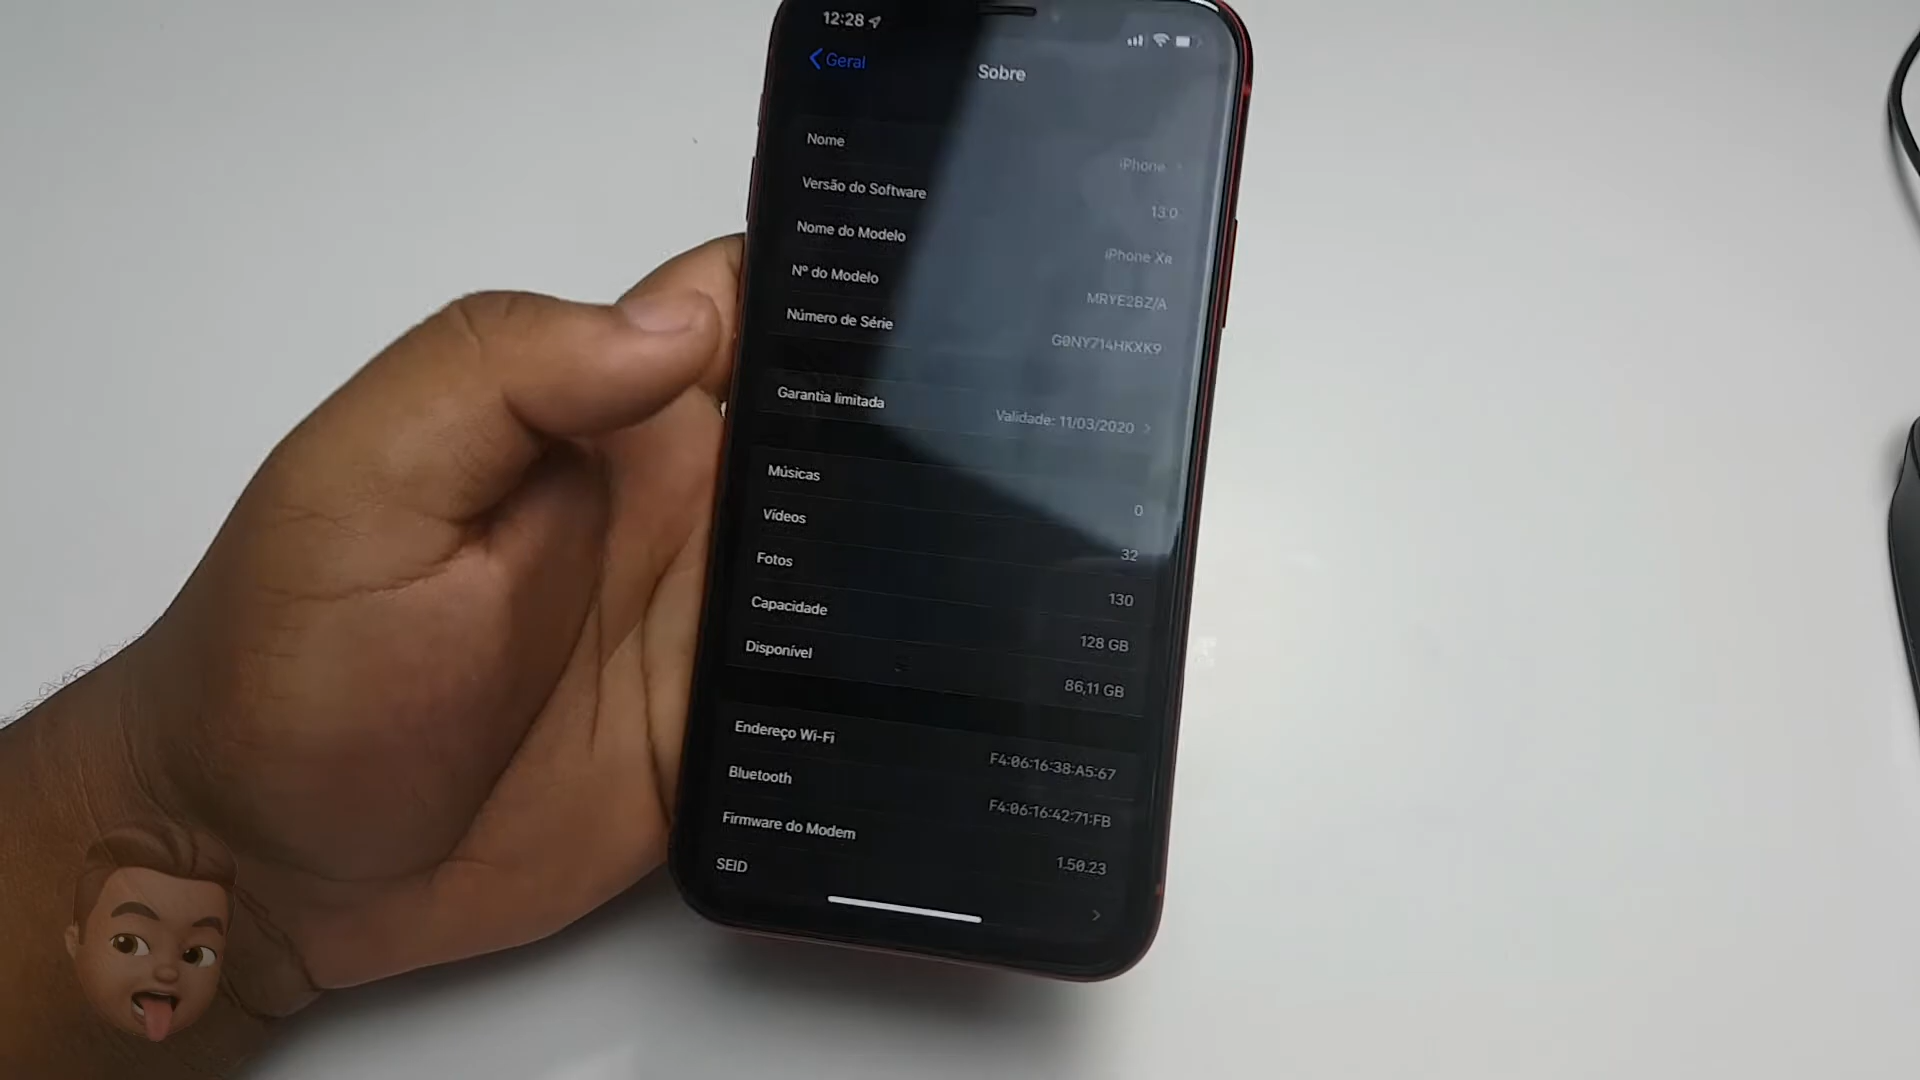 12:28
Geral
Sobre
Nome iPhone
Versão do Software 13.0
Nome do Modelo iPhone XR
Nº do Modelo MRYE2BZ/A
Número de Série G0NY714HKXK9
Garantia limitada Validade: 11/03/2020
Músicas 0
Vídeos 32
Fotos 130
Capacidade 128 GB
Disponível 86,11 GB
Endereço Wi-Fi F4:06:16:38:A5:67
Bluetooth F4:06:16:42:71:FB
Firmware do Modem 1.50.23
SEID